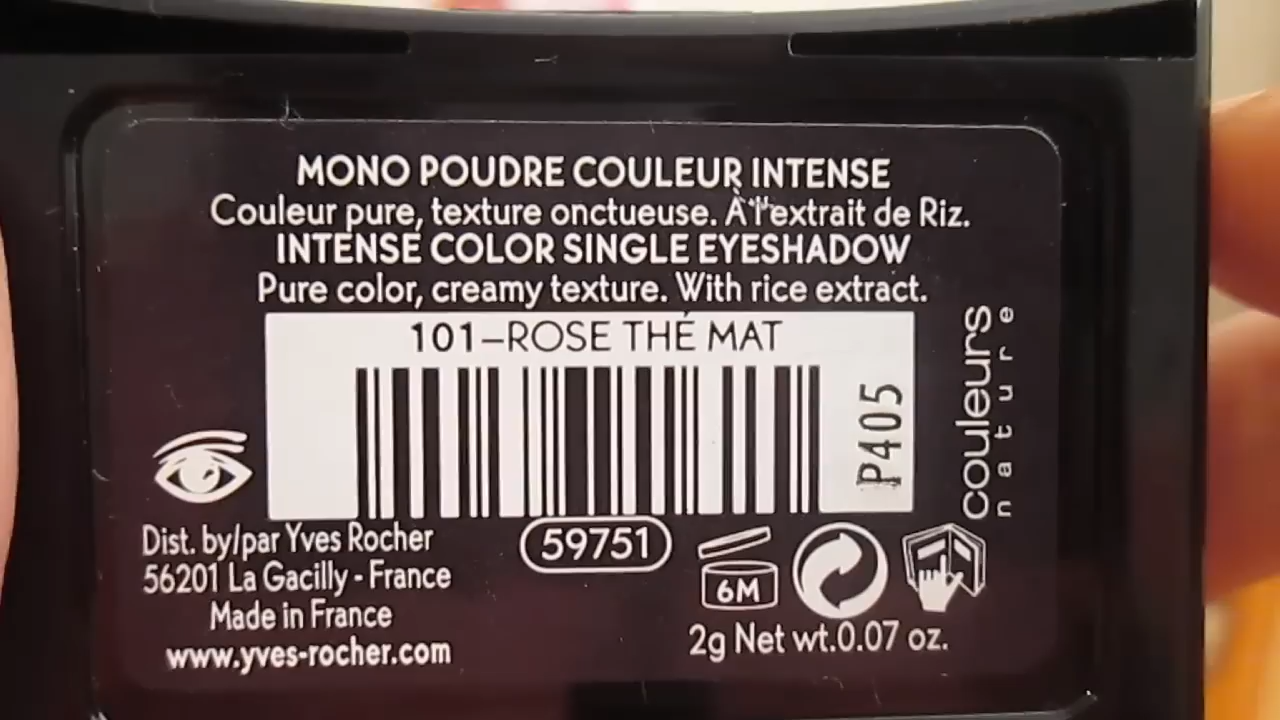 MONO POUDRE COULEUR INTENSE
Couleur pure, texture onctueuse. À l'extrait de Riz.
INTENSE COLOR SINGLE EYESHADOW
Pure color, creamy texture. With rice extract.
101–ROSE THÉ MAT
P405
couleurs
nature
Dist. by/par Yves Rocher
56201 La Gacilly - France
Made in France
www.yves-rocher.com
59751
6M
2g Net wt.0.07 oz.